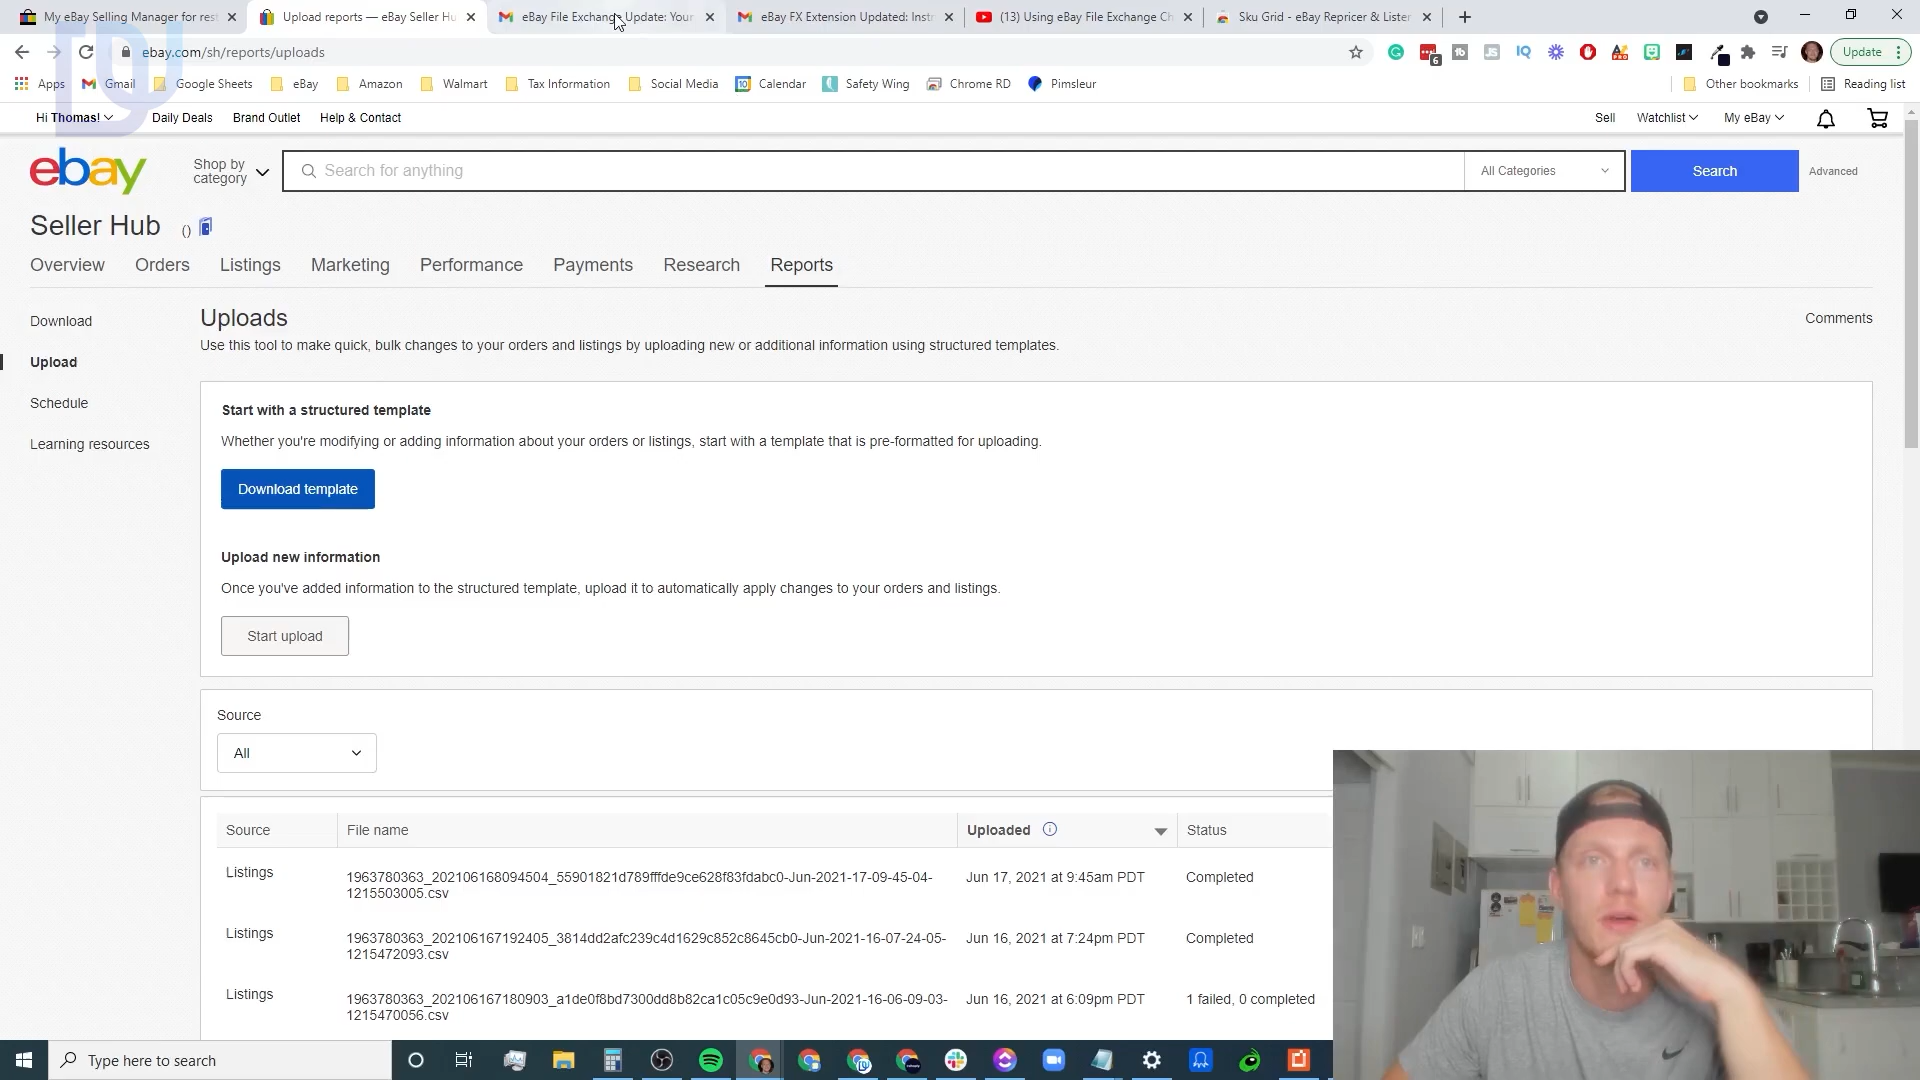 My eBay Selling Manager for rest
Upload reports — eBay Seller Hu
eBay File Exchange Update: Your
eBay FX Extension Updated: Instr
(13) Using eBay File Exchange Ch
Sku Grid - eBay Repricer & Lister
ebay.com/sh/reports/uploads
6
Update
Apps
Gmail
Google Sheets
eBay
Amazon
Walmart
Tax Information
Social Media
Calendar
Safety Wing
Chrome RD
Pimsleur
Other bookmarks
Reading list
Hi Thomas!
Daily Deals
Brand Outlet
Help & Contact
Sell
Watchlist
My eBay
ebay
Shop by
category
Search for anything
All Categories
Search
Advanced
Seller Hub ()
Overview
Orders
Listings
Marketing
Performance
Payments
Research
Reports
Download
Upload
Schedule
Learning resources
Uploads
Comments
Use this tool to make quick, bulk changes to your orders and listings by uploading new or additional information using structured templates.
Start with a structured template
Whether you're modifying or adding information about your orders or listings, start with a template that is pre-formatted for uploading.
Download template
Upload new information
Once you've added information to the structured template, upload it to automatically apply changes to your orders and listings.
Start upload
Source
All
Source
File name
Uploaded
Status
Listings
1963780363_202106168094504_55901821d789fffde9ce628f83fdabc0-Jun-2021-17-09-45-04-
1215503005.csv
Jun 17, 2021 at 9:45am PDT
Completed
Listings
1963780363_202106167192405_3814dd2afc239c4d1629c852c8645cb0-Jun-2021-16-07-24-05-
1215472093.csv
Jun 16, 2021 at 7:24pm PDT
Completed
Listings
1963780363_202106167180903_a1de0f8bd7300dd8b82ca1c05c9e0d93-Jun-2021-16-06-09-03-
1215470056.csv
Jun 16, 2021 at 6:09pm PDT
1 failed, 0 completed
Type here to search